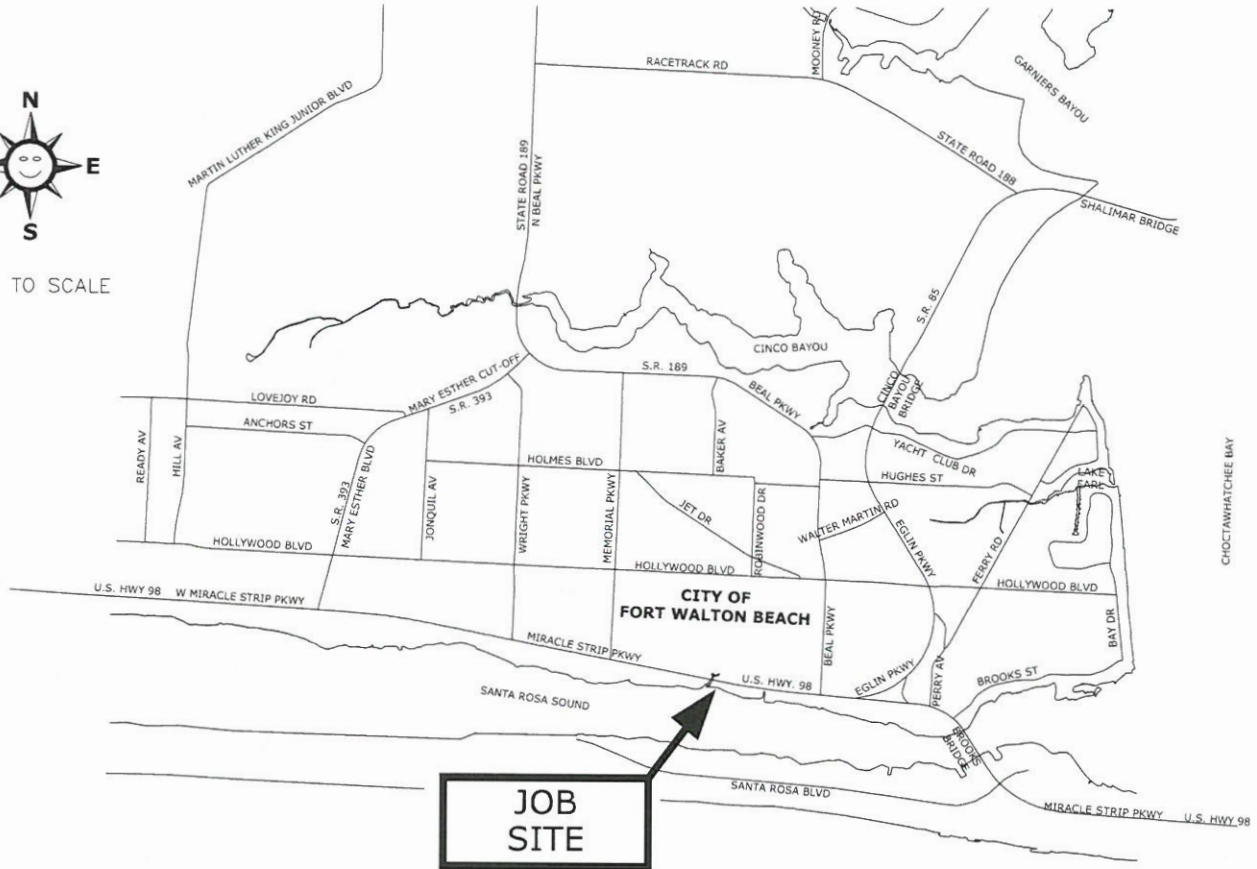 MOONEY RD
RACETRACK RD
GARNIERS BAYOU
MARTIN LUTHER KING JUNIOR BLVD
N
E
S
STATE ROAD 189
N BEAL PKWY
STATE ROAD 188
SHALIMAR BRIDGE
TO SCALE
S.R. 85
CINCO BAYOU
S.R. 189
MARY ESTHER CUT-OFF
S.R. 393
BEAL PKWY
CINCO
BAYOU
BRIDGE
LOVEJOY RD
ANCHORS ST
READY AV
HILL AV
BAKER AV
YACHT CLUB DR
HOLMES BLVD
HUGHES ST
LAKE
EARL
CHOCTAWHATCHEE BAY
S.R. 393
MARY ESTHER BLVD
JONQUIL AV
WRIGHT PKWY
MEMORIAL PKWY
JET DR
ROBINWOOD DR
WALTER MARTIN RD
EGLIN PKWY
FERRY RD
HOLLYWOOD BLVD
HOLLYWOOD BLVD
HOLLYWOOD BLVD
U.S. HWY 98 W MIRACLE STRIP PKWY
CITY OF
FORT WALTON BEACH
BEAL PKWY
BAY DR
MIRACLE STRIP PKWY
U.S. HWY. 98
EGLIN PKWY
PERRY AV
BROOKS ST
SANTA ROSA SOUND
BROOKS
BRIDGE
SANTA ROSA BLVD
MIRACLE STRIP PKWY U.S. HWY 98
JOB
SITE